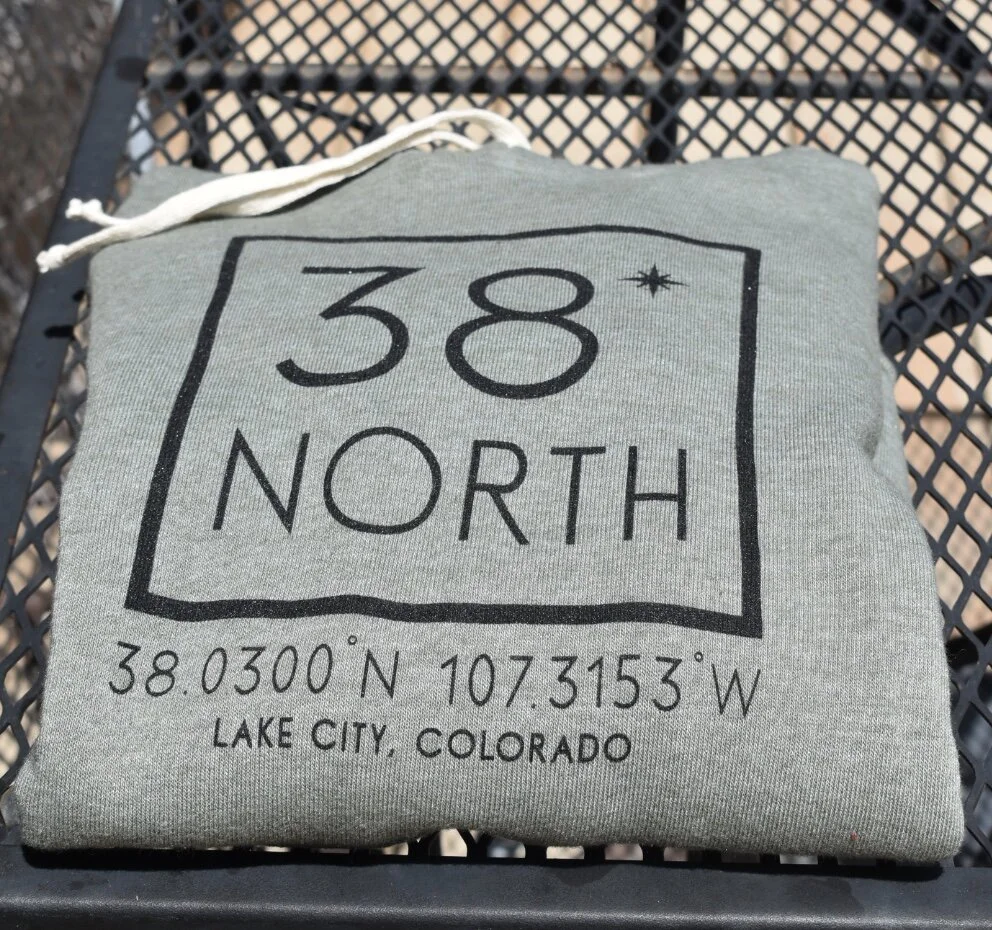 38*
NORTH
38.0300°N 107.3153°W
LAKE CITY, COLORADO